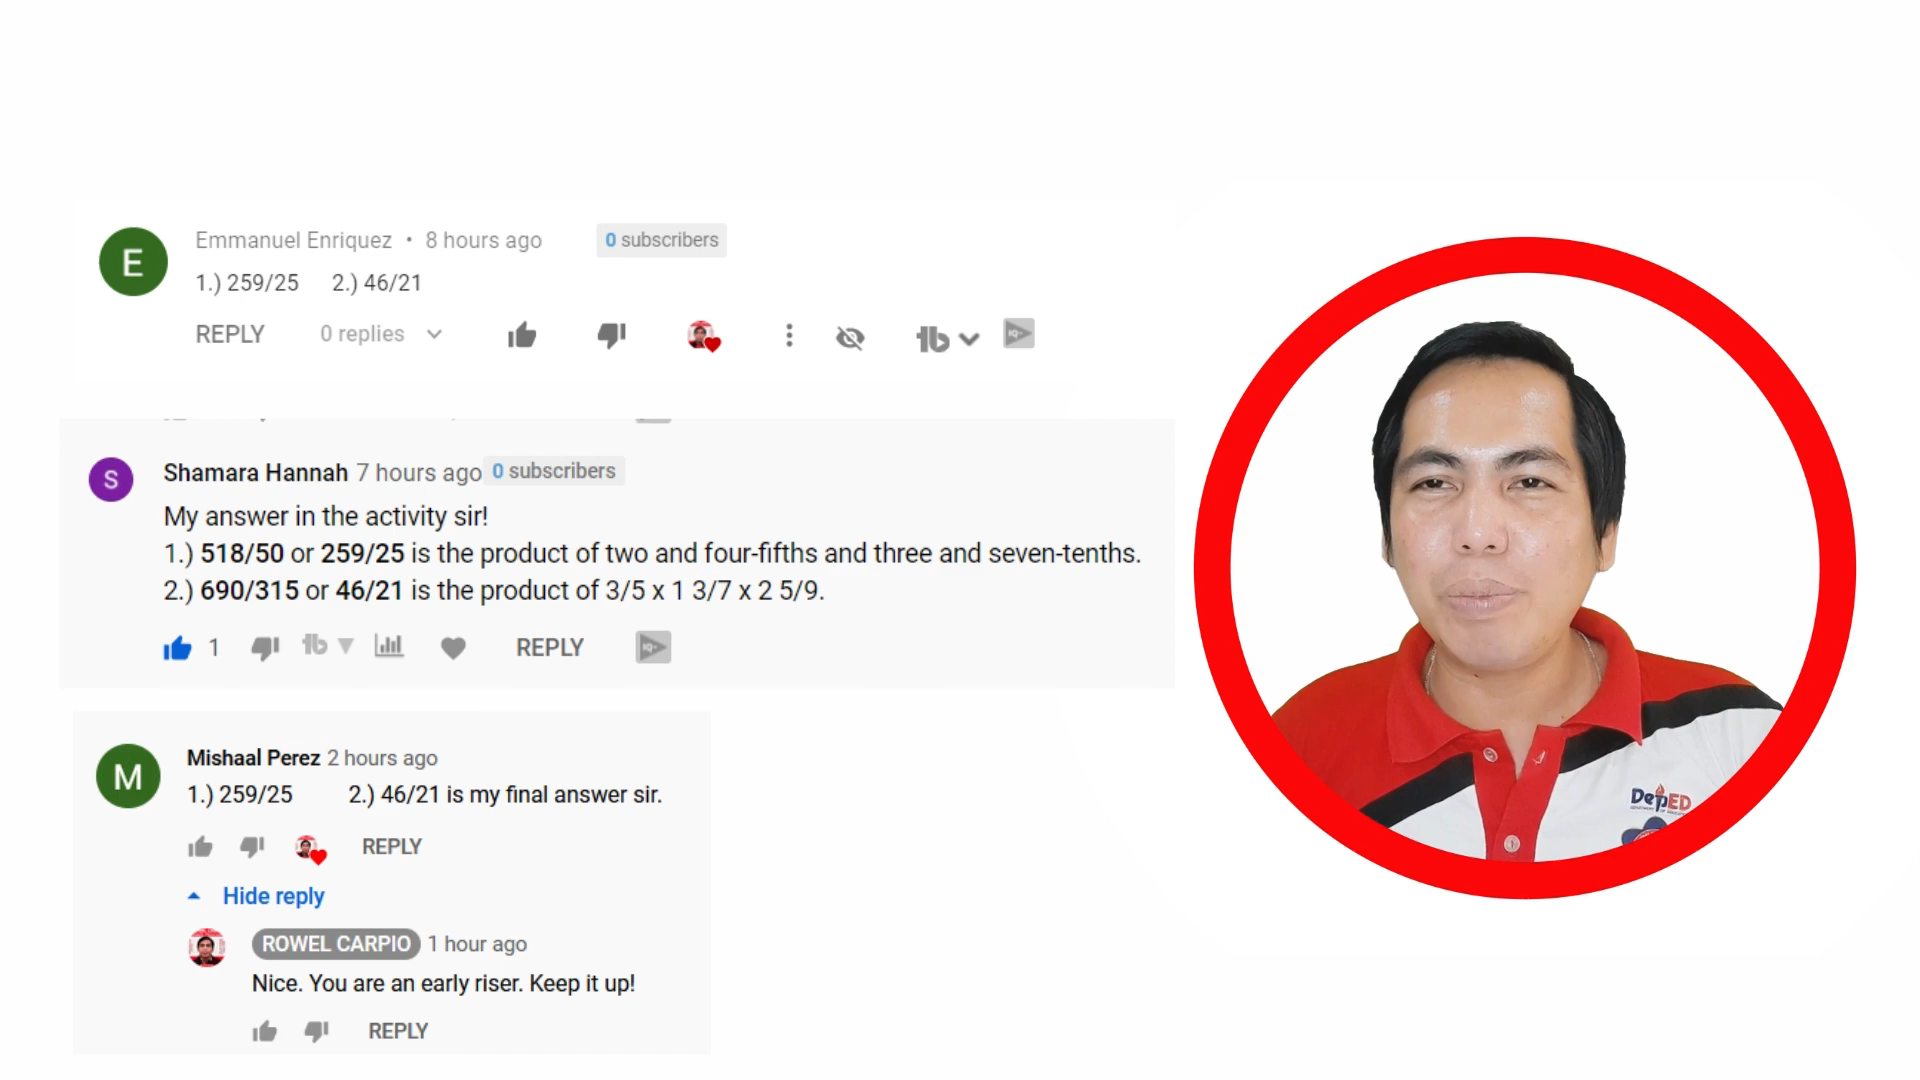 E
Emmanuel Enriquez • 8 hours ago 0 subscribers
1.) 259/25 2.) 46/21
REPLY 0 replies
S
Shamara Hannah 7 hours ago 0 subscribers
My answer in the activity sir!
1.) 518/50 or 259/25 is the product of two and four-fifths and three and seven-tenths.
2.) 690/315 or 46/21 is the product of 3/5 x 1 3/7 x 2 5/9.
1 REPLY
M
Mishaal Perez 2 hours ago
1.) 259/25 2.) 46/21 is my final answer sir.
REPLY
Hide reply
ROWEL CARPIO 1 hour ago
Nice. You are an early riser. Keep it up!
REPLY
DepED